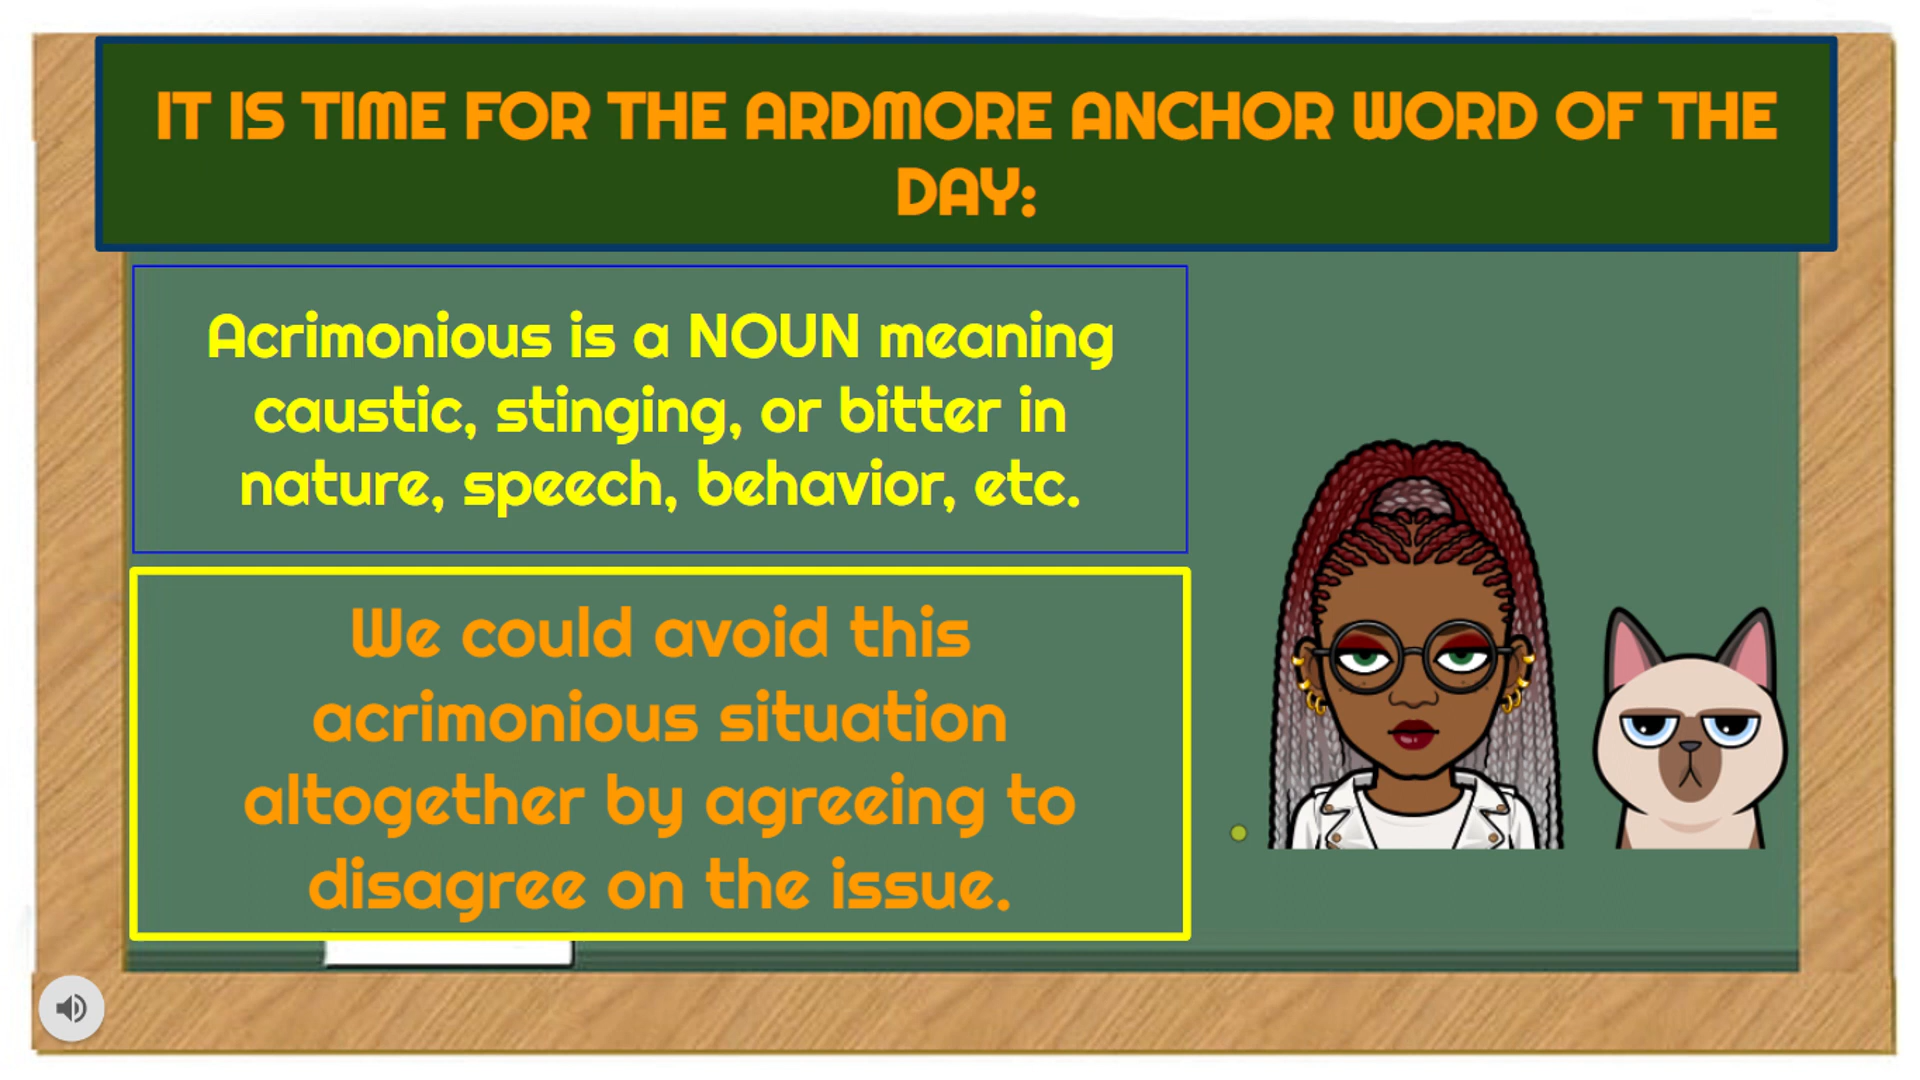 IT IS TIME FOR THE ARDMORE ANCHOR WORD OF THE
DAY:
Acrimonious is a NOUN meaning
caustic, stinging, or bitter in
nature, speech, behavior, etc.
We could avoid this
acrimonious situation
altogether by agreeing to
disagree on the issue.